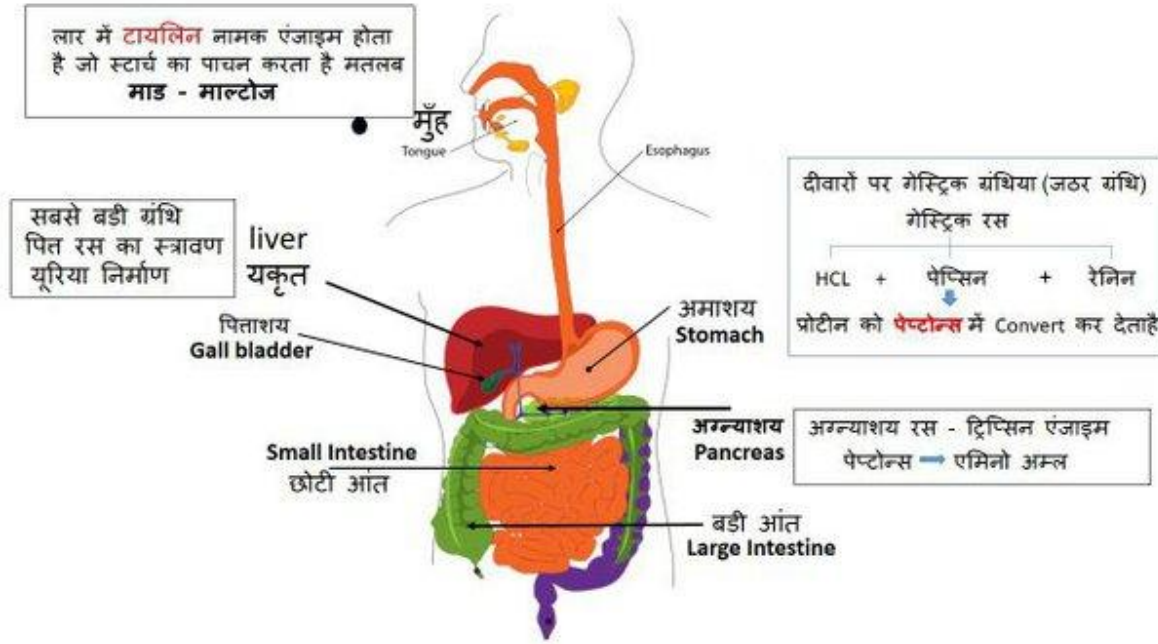 लार में टायलिन नामक एंजाइम होता
है जो स्टार्च का पाचन करता है मतलब
माड - माल्टोज
मुँह
Tongue
Esophagus
दीवारों पर गेस्ट्रिक ग्रंथिया (जठर ग्रंथि)
गेस्ट्रिक रस
HCL + पेप्सिन + रेनिन
प्रोटीन को पेप्टोन्स में Convert कर देताहै
सबसे बडी ग्रंथि
पित्त रस का स्त्रावण
यूरिया निर्माण
liver
यकृत
पित्ताशय
Gall bladder
अमाशय
Stomach
अग्न्याशय
Pancreas
अग्न्याशय रस - ट्रिप्सिन एंजाइम
पेप्टोन्स ➡ एमिनो अम्ल
Small Intestine
छोटी आंत
बडी आंत
Large Intestine